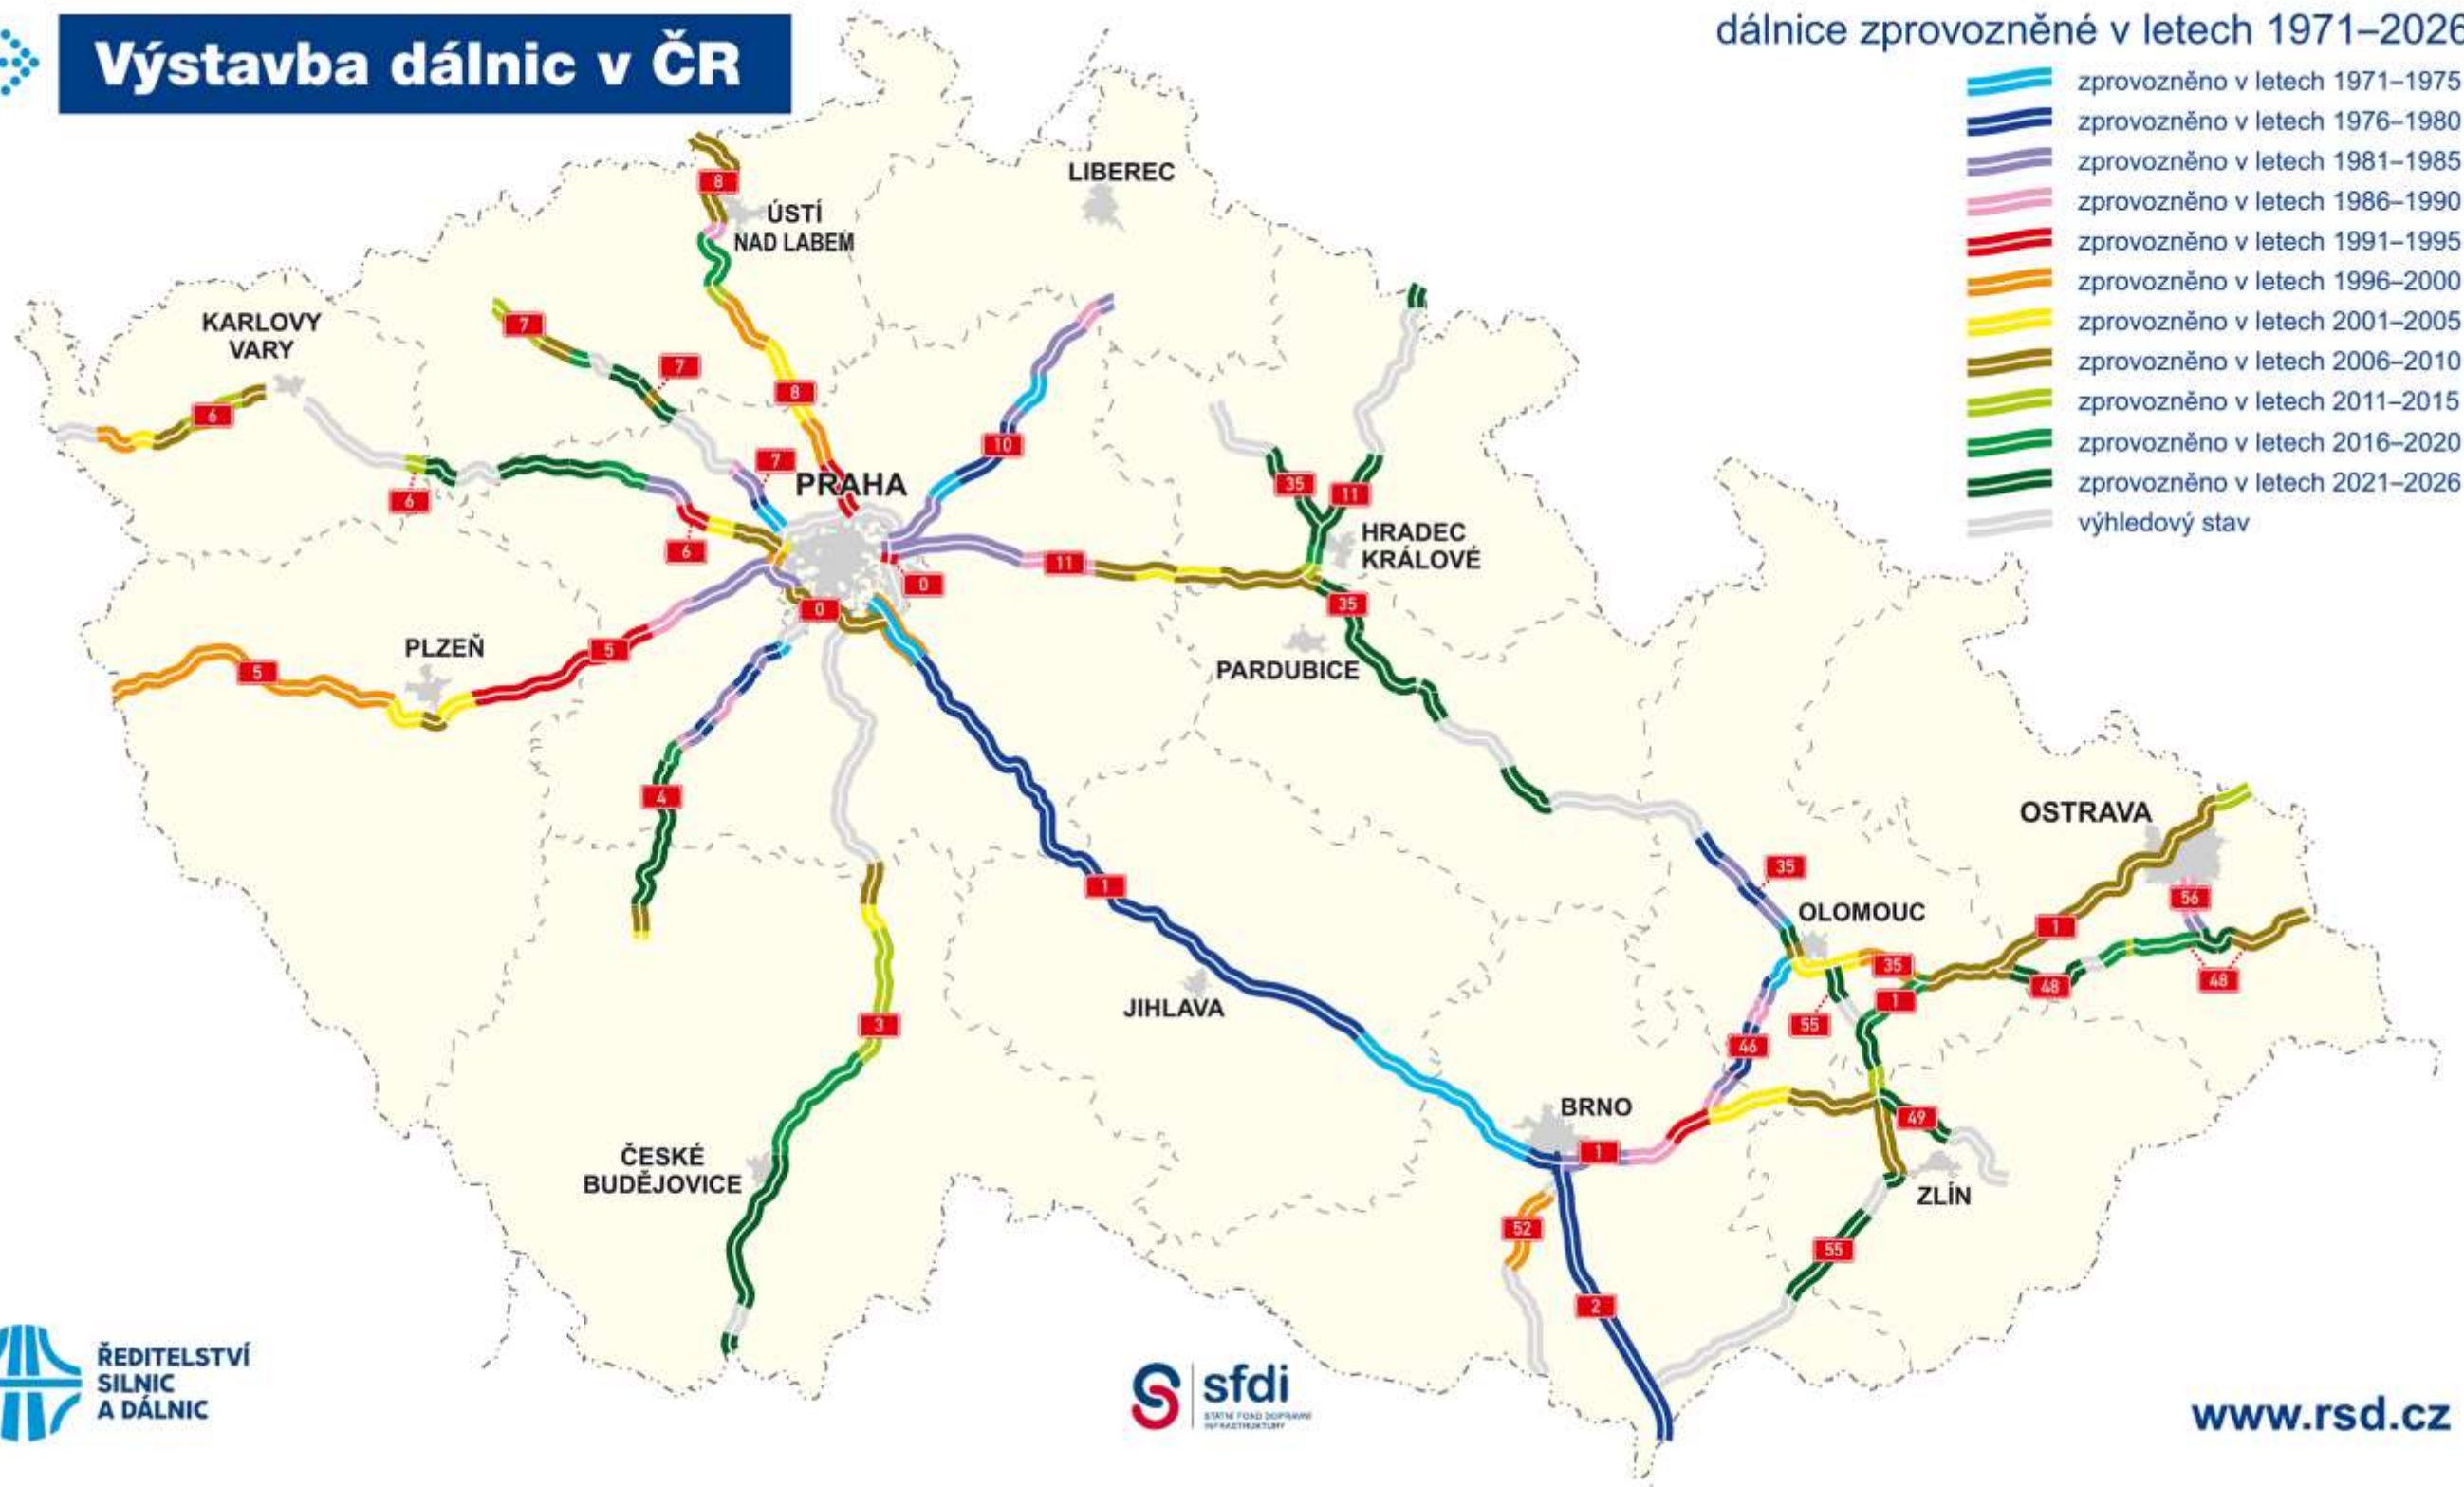 Výstavba dálnic v ČR
dálnice zprovozněné v letech 1971–2026
zprovozněno v letech 1971–1975
zprovozněno v letech 1976–1980
zprovozněno v letech 1981–1985
zprovozněno v letech 1986–1990
zprovozněno v letech 1991–1995
zprovozněno v letech 1996–2000
zprovozněno v letech 2001–2005
zprovozněno v letech 2006–2010
zprovozněno v letech 2011–2015
zprovozněno v letech 2016–2020
zprovozněno v letech 2021–2026
výhledový stav
LIBEREC
8
ÚSTÍ
NAD LABEM
KARLOVY
VARY
7
7
8
6
10
7
PRAHA
6
35
11
HRADEC
KRÁLOVÉ
6
11
0
35
0
PLZEŇ
5
5
PARDUBICE
4
OSTRAVA
35
1
56
OLOMOUC
1
35
48
48
JIHLAVA
1
55
3
46
BRNO
49
1
ČESKÉ
BUDĚJOVICE
ZLÍN
52
55
2
ŘEDITELSTVÍ
SILNIC
A DÁLNIC
sfdi
STÁTNÍ FOND DOPRAVNÍ
INFRASTRUKTURY
www.rsd.cz